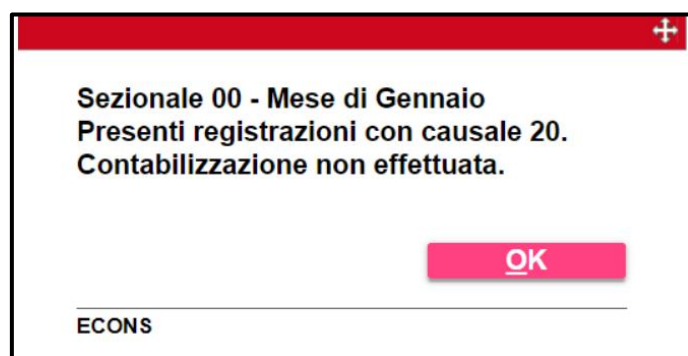 Sezionale 00 - Mese di Gennaio
Presenti registrazioni con causale 20.
Contabilizzazione non effettuata.
OK
ECONS